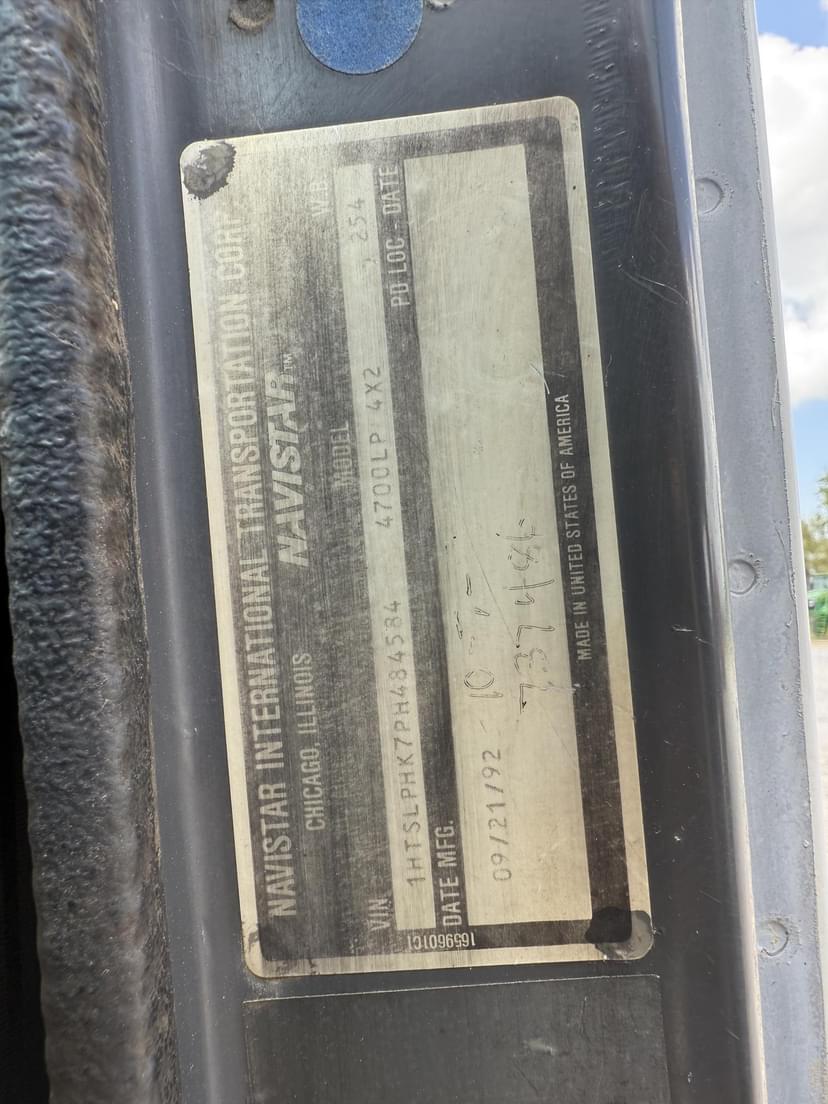 NAVISTAR INTERNATIONAL TRANSPORTATION CORP.
CHICAGO, ILLINOIS NAVISTAR™
VIN MODEL W.B.
1HTSLPHK7PH484584 4700LP 4X2 254
DATE MFG. PD LOC - DATE
09/21/92
MADE IN UNITED STATES OF AMERICA
1659601C1